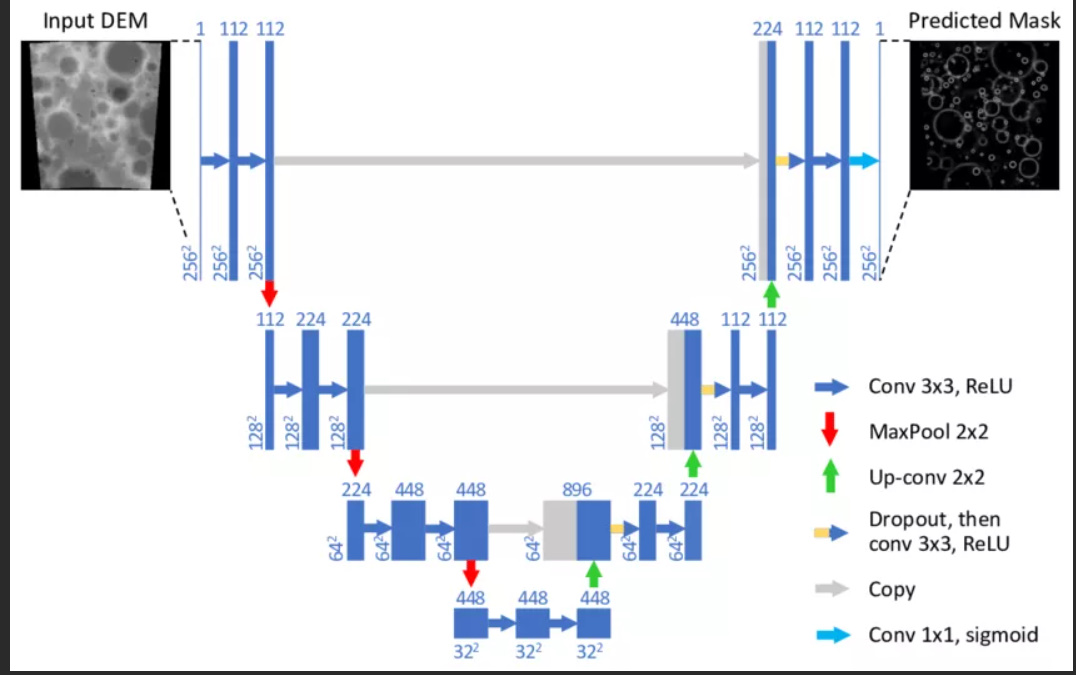 Input DEM
Predicted Mask
1 112 112
224 112 112 1
256² 256² 256²
256² 256² 256² 256²
112 224 224
448 112 112
128² 128² 128²
128² 128² 128²
Conv 3x3, ReLU
MaxPool 2x2
Up-conv 2x2
Dropout, then
conv 3x3, ReLU
Copy
Conv 1x1, sigmoid
224 448 448
896 224 224
64² 64² 64²
64² 64² 64²
448 448 448
32² 32² 32²